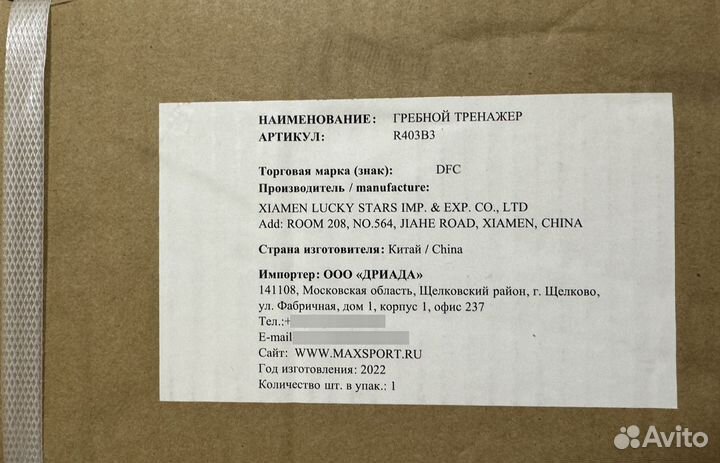 НАИМЕНОВАНИЕ: ГРЕБНОЙ ТРЕНАЖЕР
АРТИКУЛ: R403B3
Торговая марка (знак): DFC
Производитель / manufacture:
XIAMEN LUCKY STARS IMP. & EXP. CO., LTD
Add: ROOM 208, NO.564, JIAHE ROAD, XIAMEN, CHINA
Страна изготовителя: Китай / China
Импортер: ООО «ДРИАДА»
141108, Московская область, Щелковский район, г. Щелково,
ул. Фабричная, дом 1, корпус 1, офис 237
Тел.:+
E-mail
Сайт: WWW.MAXSPORT.RU
Год изготовления: 2022
Количество шт. в упак.: 1
Avito